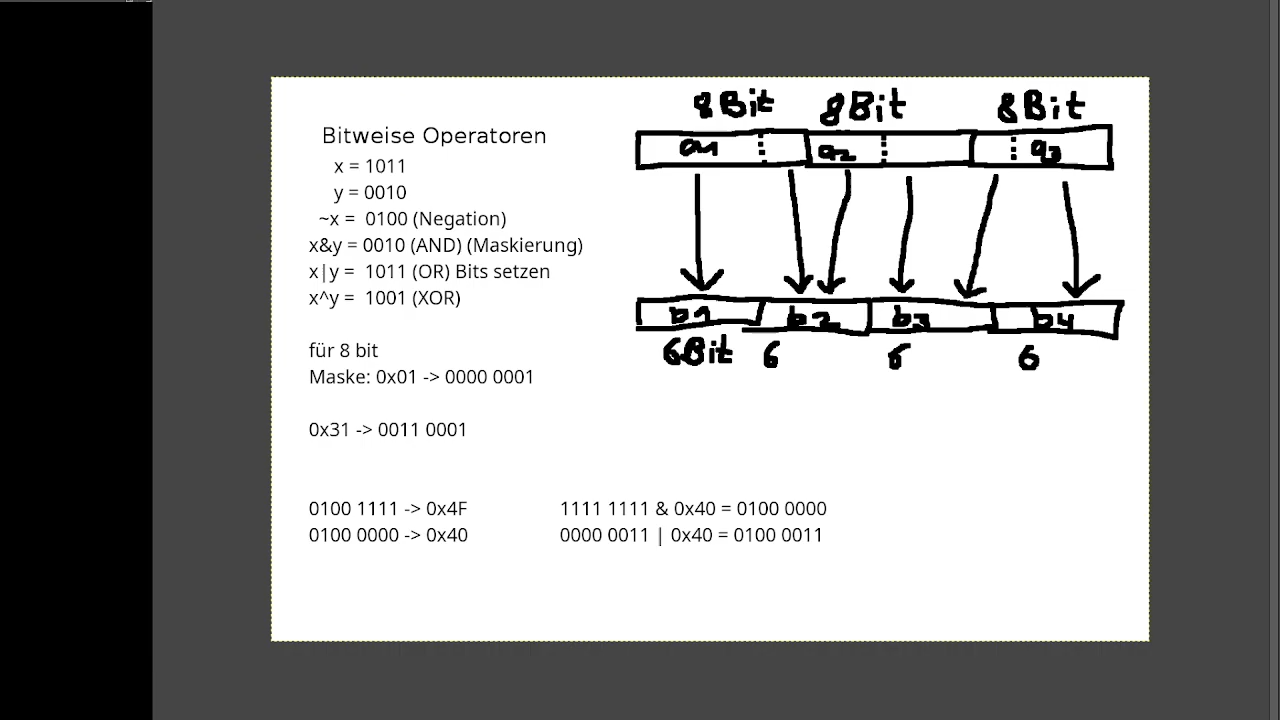 Bitweise Operatoren
x = 1011
y = 0010
~x = 0100 (Negation)
x&y = 0010 (AND) (Maskierung)
x|y = 1011 (OR) Bits setzen
x^y = 1001 (XOR)
für 8 bit
Maske: 0x01 -> 0000 0001
0x31 -> 0011 0001
0100 1111 -> 0x4F
0100 0000 -> 0x40
1111 1111 & 0x40 = 0100 0000
0000 0011 | 0x40 = 0100 0011
8Bit 8Bit 8Bit
a1 a2 a3
b1 b2 b3 b4
6Bit 6 6 6